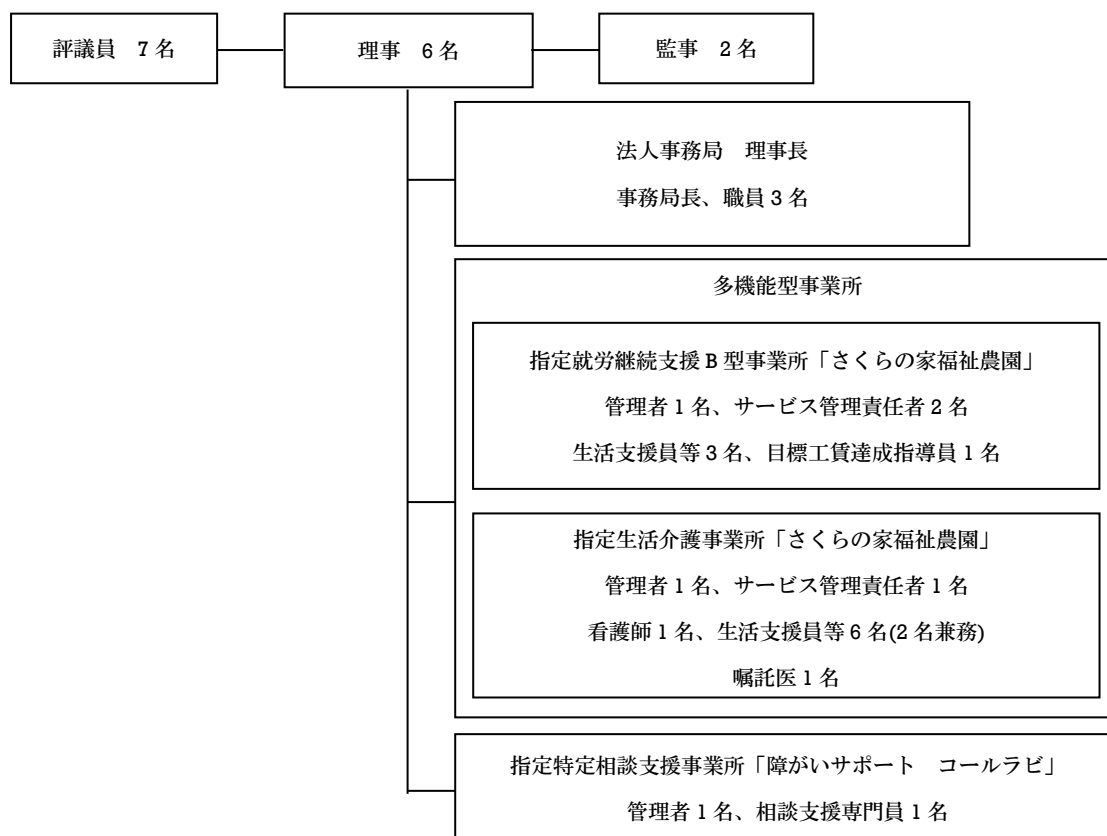 評議員　7名
理事　6名
監事　2名
法人事務局　理事長
事務局長、職員3名
多機能型事業所
指定就労継続支援B型事業所「さくらの家福祉農園」
管理者1名、サービス管理責任者2名
生活支援員等3名、目標工賃達成指導員1名
指定生活介護事業所「さくらの家福祉農園」
管理者1名、サービス管理責任者1名
看護師1名、生活支援員等6名(2名兼務)
嘱託医1名
指定特定相談支援事業所「障がいサポート　コールラビ」
管理者1名、相談支援専門員1名